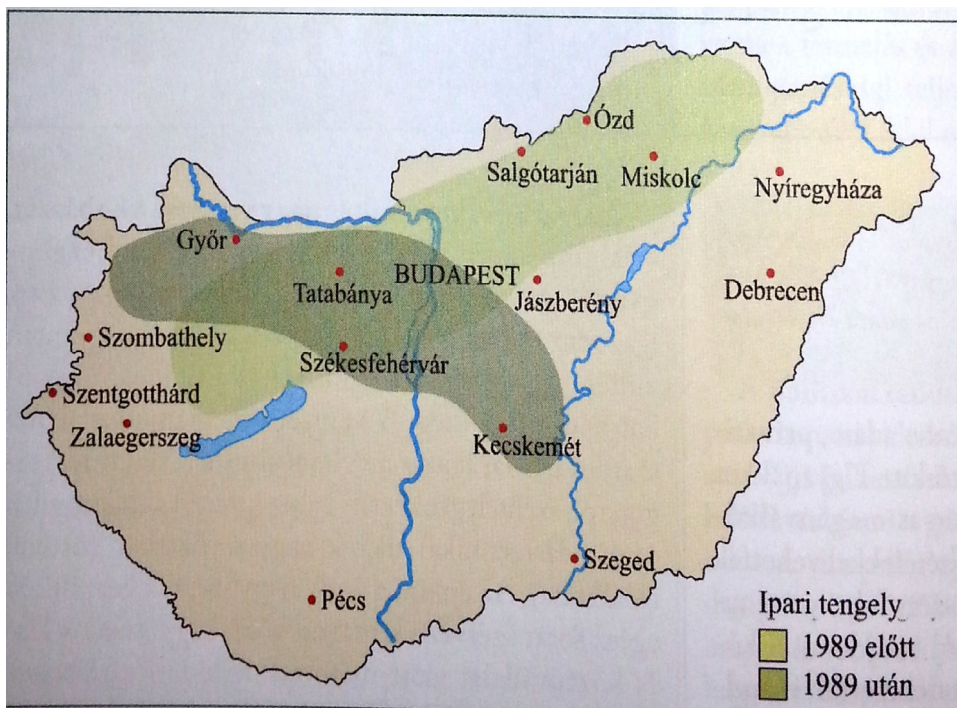 Ózd
Salgótarján
Miskolc
Nyíregyháza
Győr
BUDAPEST
Tatabánya
Jászberény
Debrecen
Szombathely
Székesfehérvár
Szentgotthárd
Zalaegerszeg
Kecskemét
Szeged
Pécs
Ipari tengely
1989 előtt
1989 után